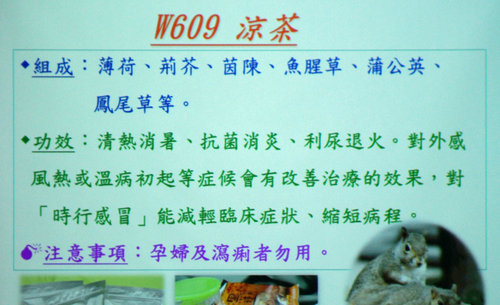 W609 涼茶
◆組成：薄荷、荊芥、茵陳、魚腥草、蒲公英、
鳳尾草等。
◆功效：清熱消暑、抗菌消炎、利尿退火。對外感
風熱或溫病初起等症候會有改善治療的效果，對
「時行感冒」能減輕臨床症狀、縮短病程。
💣注意事項：孕婦及瀉痢者勿用。